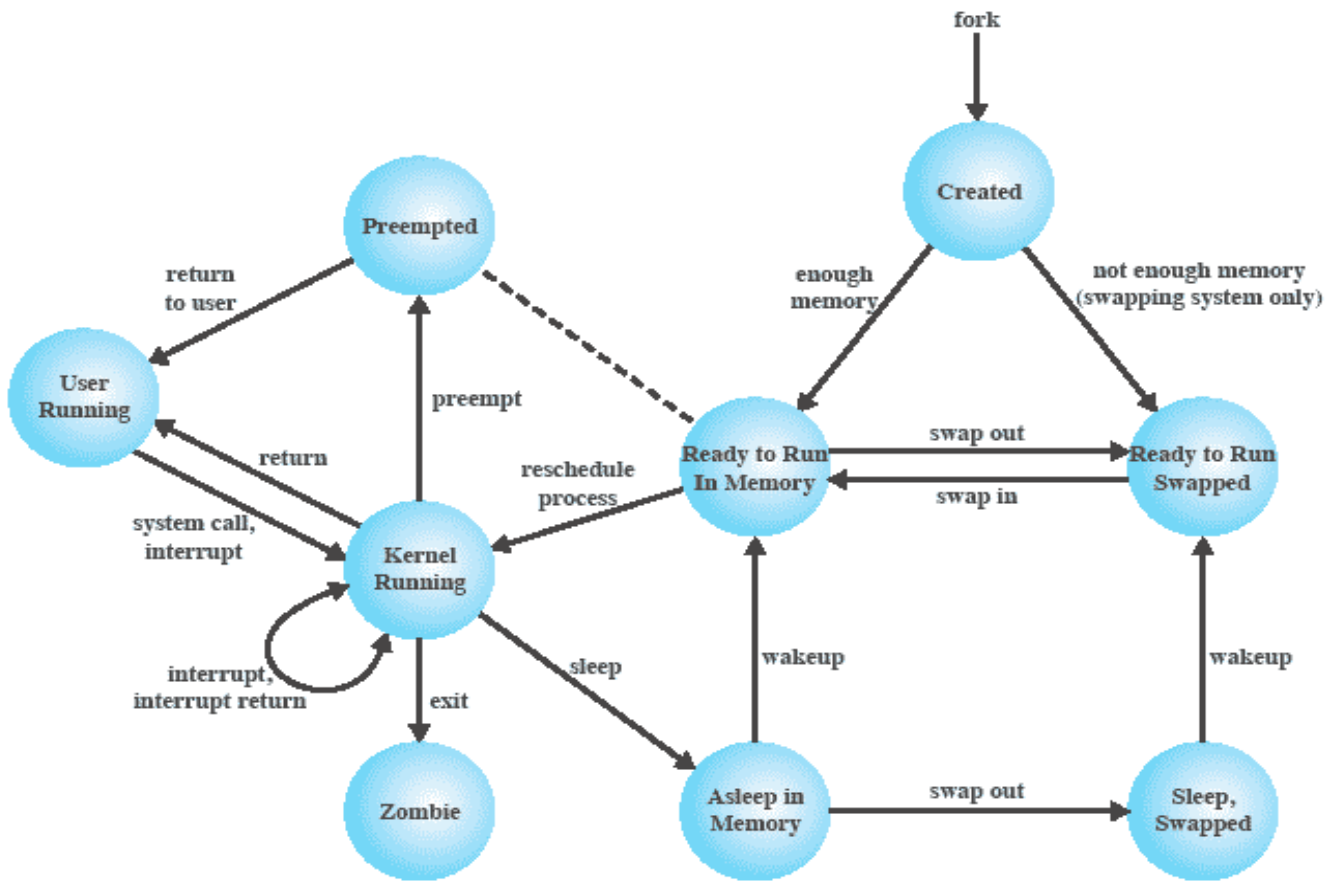 fork
Created
Preempted
return
to user
enough
memory
not enough memory
(swapping system only)
User
Running
preempt
return
reschedule
process
Ready to Run
In Memory
swap out
swap in
Ready to Run
Swapped
system call,
interrupt
Kernel
Running
interrupt,
interrupt return
sleep
exit
wakeup
wakeup
Zombie
Asleep in
Memory
swap out
Sleep,
Swapped